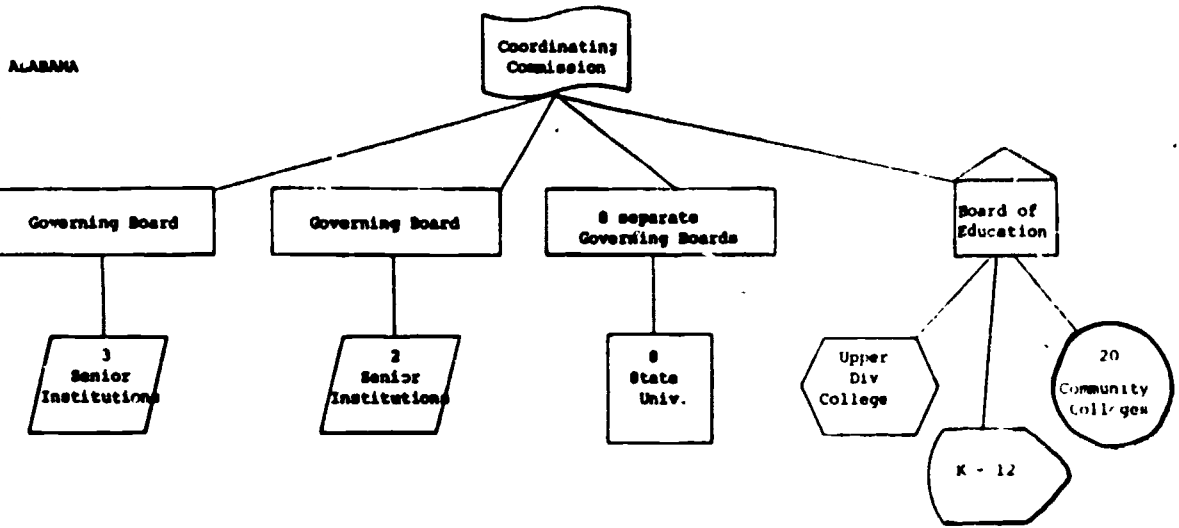 ALABAMA
Coordinating
Commission
Governing Board
Governing Board
8 separate
Governing Boards
Board of
Education
3
Senior
Institutions
2
Senior
Institutions
8
State
Univ.
Upper
Div
College
20
Community
Colleges
K - 12